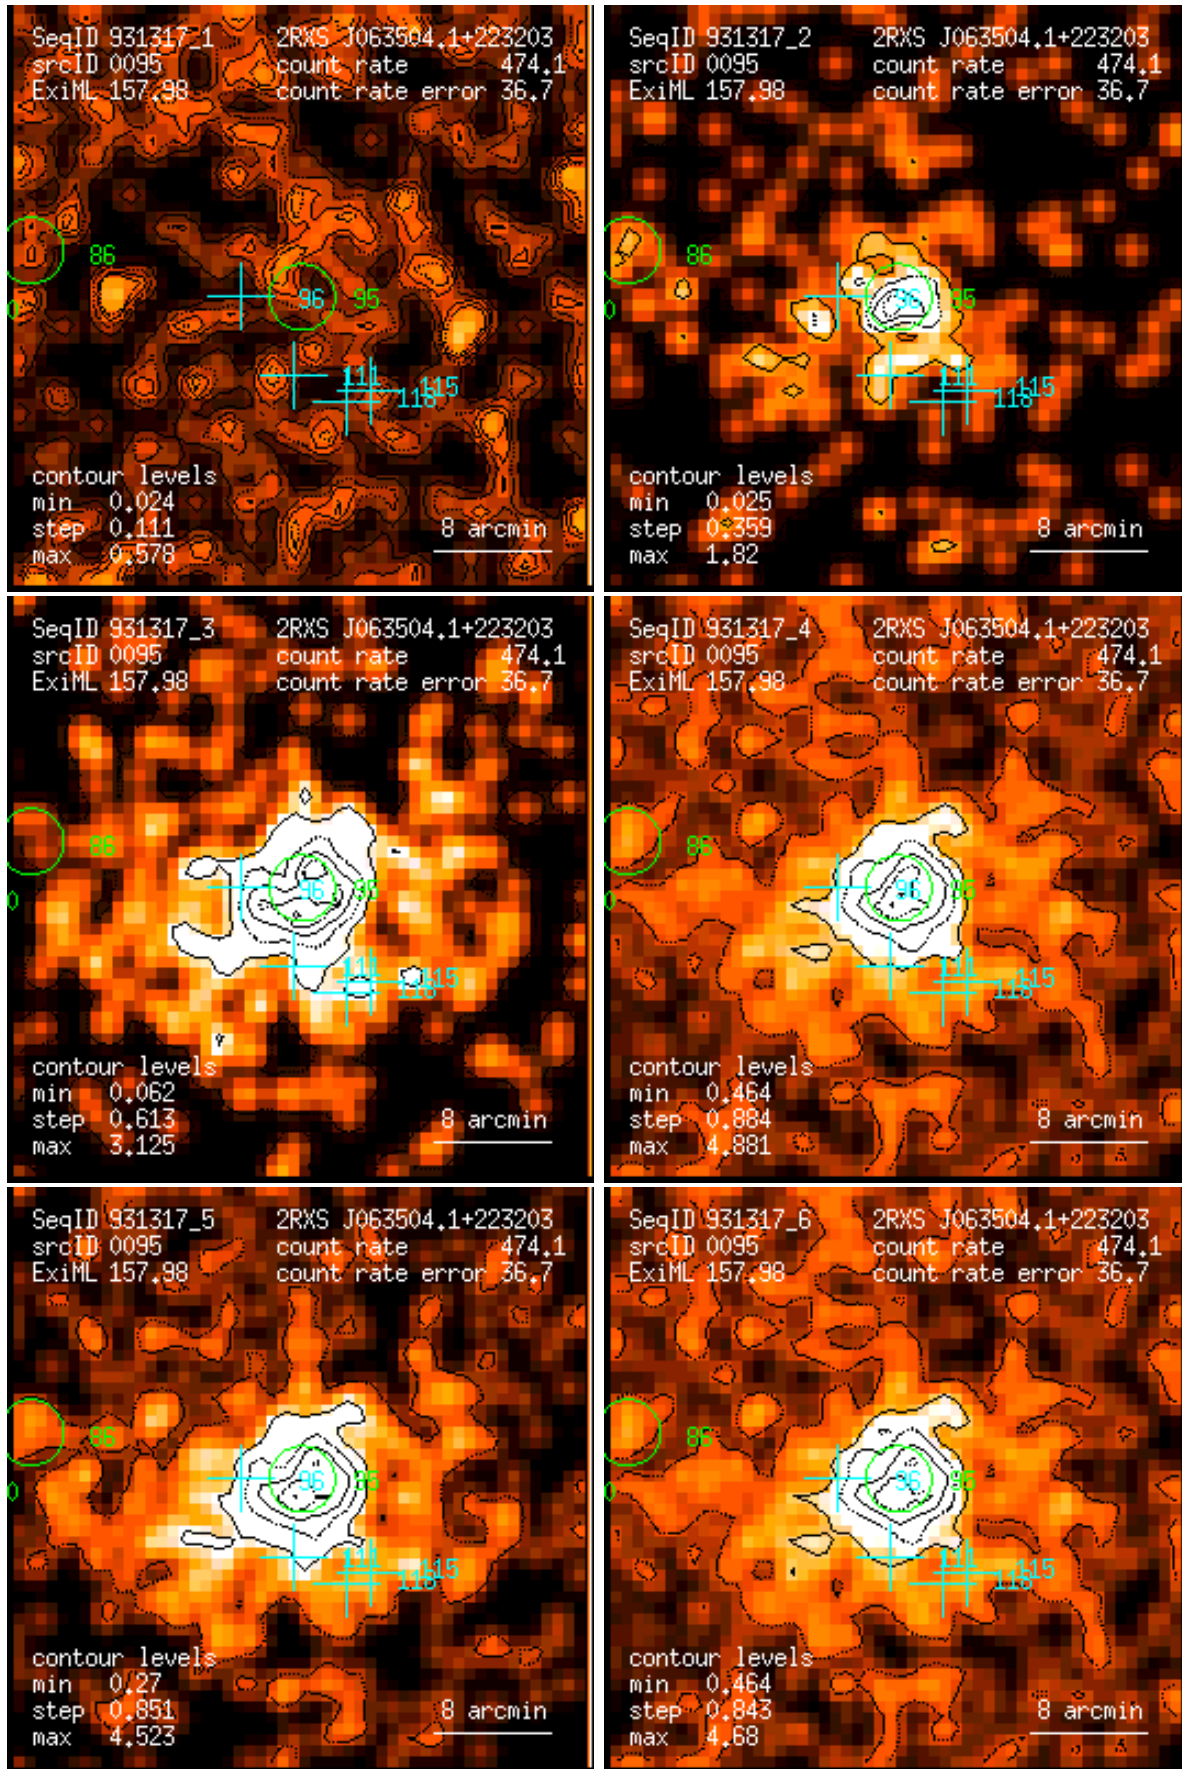 SeqID 931317_1 2RXS J063504.1+223203
srcID 0095 count rate 474.1
ExiML 157.98 count rate error 36.7
86
96 95
0
111 115
116
contour levels
min 0.024
step 0.111
max 0.578
8 arcmin
SeqID 931317_2 2RXS J063504.1+223203
srcID 0095 count rate 474.1
ExiML 157.98 count rate error 36.7
86
96 95
0
111 115
116
contour levels
min 0.025
step 0.359
max 1.82
8 arcmin
SeqID 931317_3 2RXS J063504.1+223203
srcID 0095 count rate 474.1
ExiML 157.98 count rate error 36.7
86
96 95
0
111 115
116
contour levels
min 0.062
step 0.613
max 3.125
8 arcmin
SeqID 931317_4 2RXS J063504.1+223203
srcID 0095 count rate 474.1
ExiML 157.98 count rate error 36.7
86
96 95
0
111 115
116
contour levels
min 0.464
step 0.884
max 4.881
8 arcmin
SeqID 931317_5 2RXS J063504.1+223203
srcID 0095 count rate 474.1
ExiML 157.98 count rate error 36.7
86
96 95
0
111 115
116
contour levels
min 0.27
step 0.851
max 4.523
8 arcmin
SeqID 931317_6 2RXS J063504.1+223203
srcID 0095 count rate 474.1
ExiML 157.98 count rate error 36.7
86
96 95
0
111 115
116
contour levels
min 0.464
step 0.843
max 4.68
8 arcmin